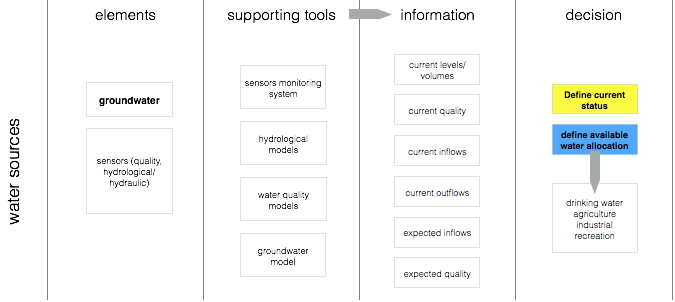 elements
supporting tools
information
decision
water sources
groundwater
sensors (quality,
hydrological/
hydraulic)
sensors monitoring
system
hydrological
models
water quality
models
groundwater
model
current levels/
volumes
current quality
current inflows
current outflows
expected inflows
expected quality
Define current
status
define available
water allocation
drinking water
agriculture
industrial
recreation